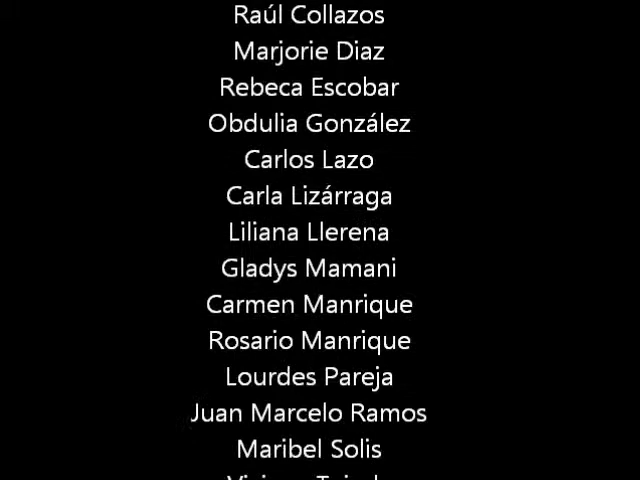 Raúl Collazos
Marjorie Diaz
Rebeca Escobar
Obdulia González
Carlos Lazo
Carla Lizárraga
Liliana Llerena
Gladys Mamani
Carmen Manrique
Rosario Manrique
Lourdes Pareja
Juan Marcelo Ramos
Maribel Solis